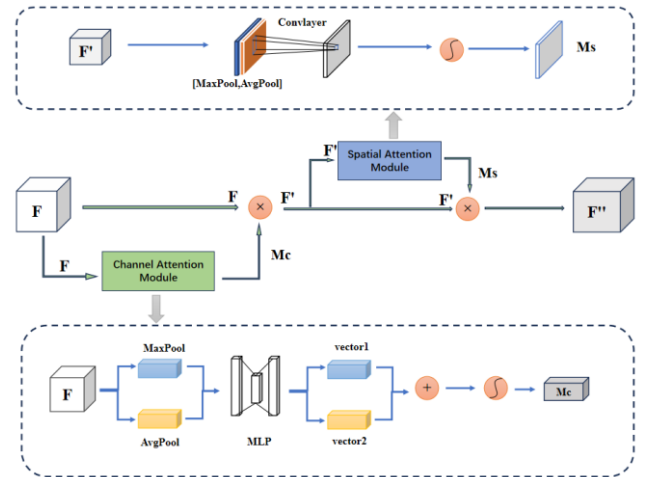 Convlayer
F'
Ms
[MaxPool,AvgPool]
F'
Spatial Attention
Module
Ms
F
F
×
F'
F'
×
F''
F
Channel Attention
Module
Mc
MaxPool
vector1
F
+
Mc
AvgPool
MLP
vector2